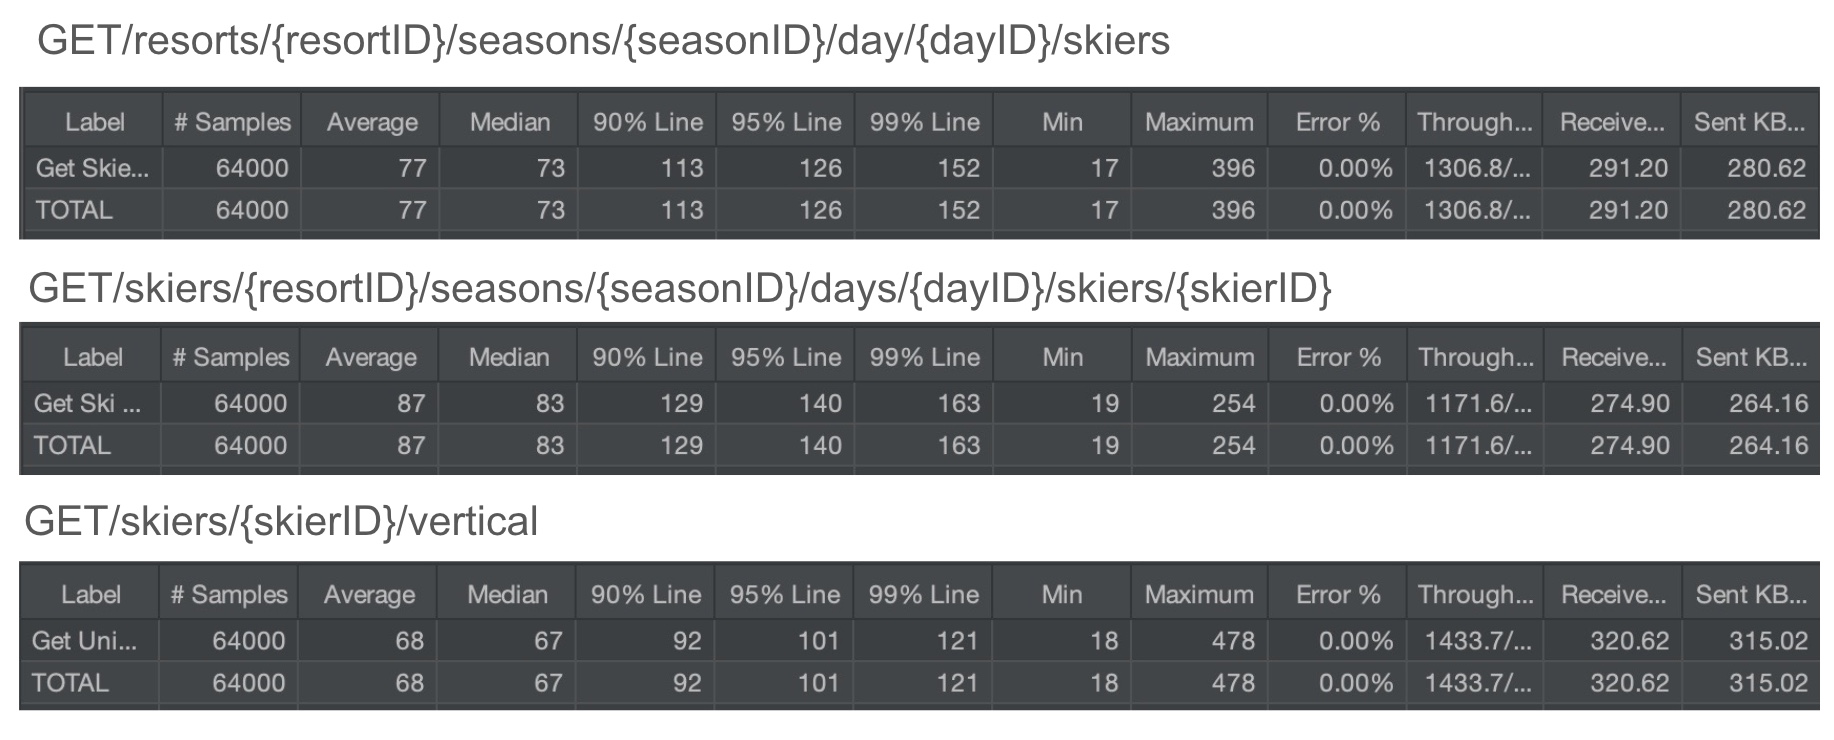 GET/resorts/{resortID}/seasons/{seasonID}/day/{dayID}/skiers
Label # Samples Average Median 90% Line 95% Line 99% Line Min Maximum Error % Through... Receive... Sent KB...
Get Skie... 64000 77 73 113 126 152 17 396 0.00% 1306.8/... 291.20 280.62
TOTAL 64000 77 73 113 126 152 17 396 0.00% 1306.8/... 291.20 280.62
GET/skiers/{resortID}/seasons/{seasonID}/days/{dayID}/skiers/{skierID}
Label # Samples Average Median 90% Line 95% Line 99% Line Min Maximum Error % Through... Receive... Sent KB...
Get Ski ... 64000 87 83 129 140 163 19 254 0.00% 1171.6/... 274.90 264.16
TOTAL 64000 87 83 129 140 163 19 254 0.00% 1171.6/... 274.90 264.16
GET/skiers/{skierID}/vertical
Label # Samples Average Median 90% Line 95% Line 99% Line Min Maximum Error % Through... Receive... Sent KB...
Get Uni... 64000 68 67 92 101 121 18 478 0.00% 1433.7/... 320.62 315.02
TOTAL 64000 68 67 92 101 121 18 478 0.00% 1433.7/... 320.62 315.02